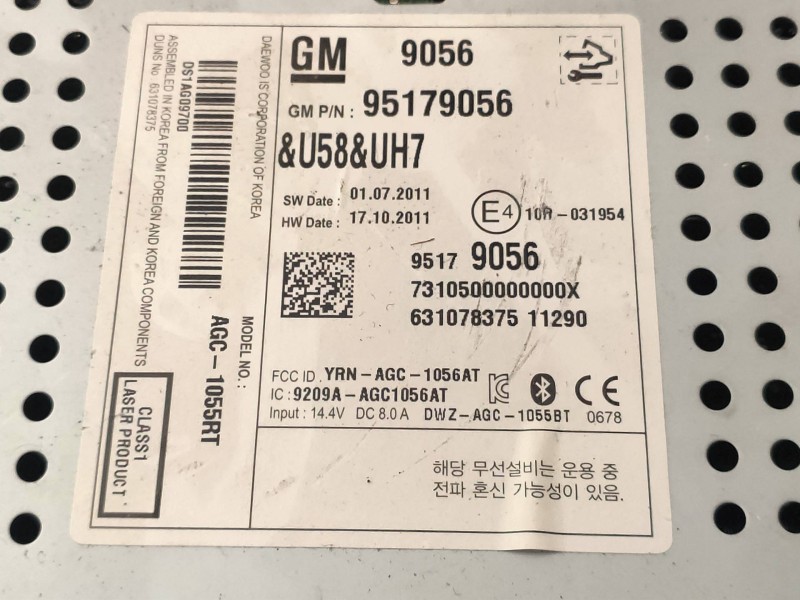 GM 9056
GM P/N : 95179056
&U58&UH7
SW Date : 01.07.2011
HW Date : 17.10.2011
E4 10R-031954
9517 9056
7310500000000X
631078375 11290
FCC ID. YRN-AGC-1056AT
IC : 9209A-AGC1056AT
Input : 14.4V DC 8.0 A DWZ-AGC-1055BT 0678
해당 무선설비는 운용 중
전파 혼신 가능성이 있음.
DAEWOO IS CORPORATION OF KOREA
MODEL NO. :
AGC-1055RT
DS1AG09700
ASSEMBLED IN KOREA FROM FOREIGN AND KOREA COMPONENTS
DUNS No 631078375
CLASS1
LASER PRODUCT